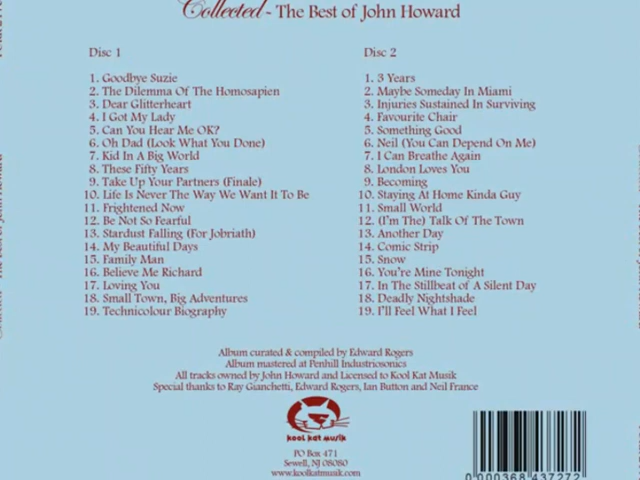 Collected - The Best of John Howard
Disc 1
1. Goodbye Suzie
2. The Dilemma Of The Homosapien
3. Dear Glitterheart
4. I Got My Lady
5. Can You Hear Me OK?
6. Oh Dad (Look What You Done)
7. Kid In A Big World
8. These Fifty Years
9. Take Up Your Partners (Finale)
10. Life Is Never The Way We Want It To Be
11. Frightened Now
12. Be Not So Fearful
13. Stardust Falling (For Jobriath)
14. My Beautiful Days
15. Family Man
16. Believe Me Richard
17. Loving You
18. Small Town, Big Adventures
19. Technicolour Biography
Disc 2
1. 3 Years
2. Maybe Someday In Miami
3. Injuries Sustained In Surviving
4. Favourite Chair
5. Something Good
6. Neil (You Can Depend On Me)
7. I Can Breathe Again
8. London Loves You
9. Becoming
10. Staying At Home Kinda Guy
11. Small World
12. (I'm The) Talk Of The Town
13. Another Day
14. Comic Strip
15. Snow
16. You're Mine Tonight
17. In The Stillbeat of A Silent Day
18. Deadly Nightshade
19. I'll Feel What I Feel
Album curated & compiled by Edward Rogers
Album mastered at Penhill Industriosonics
All tracks owned by John Howard and Licensed to Kool Kat Musik
Special thanks to Ray Gianchetti, Edward Rogers, Ian Button and Neil France
kool kat musik
PO Box 471
Sewell, NJ 08080
www.koolkatmusik.com
0 000368 437272